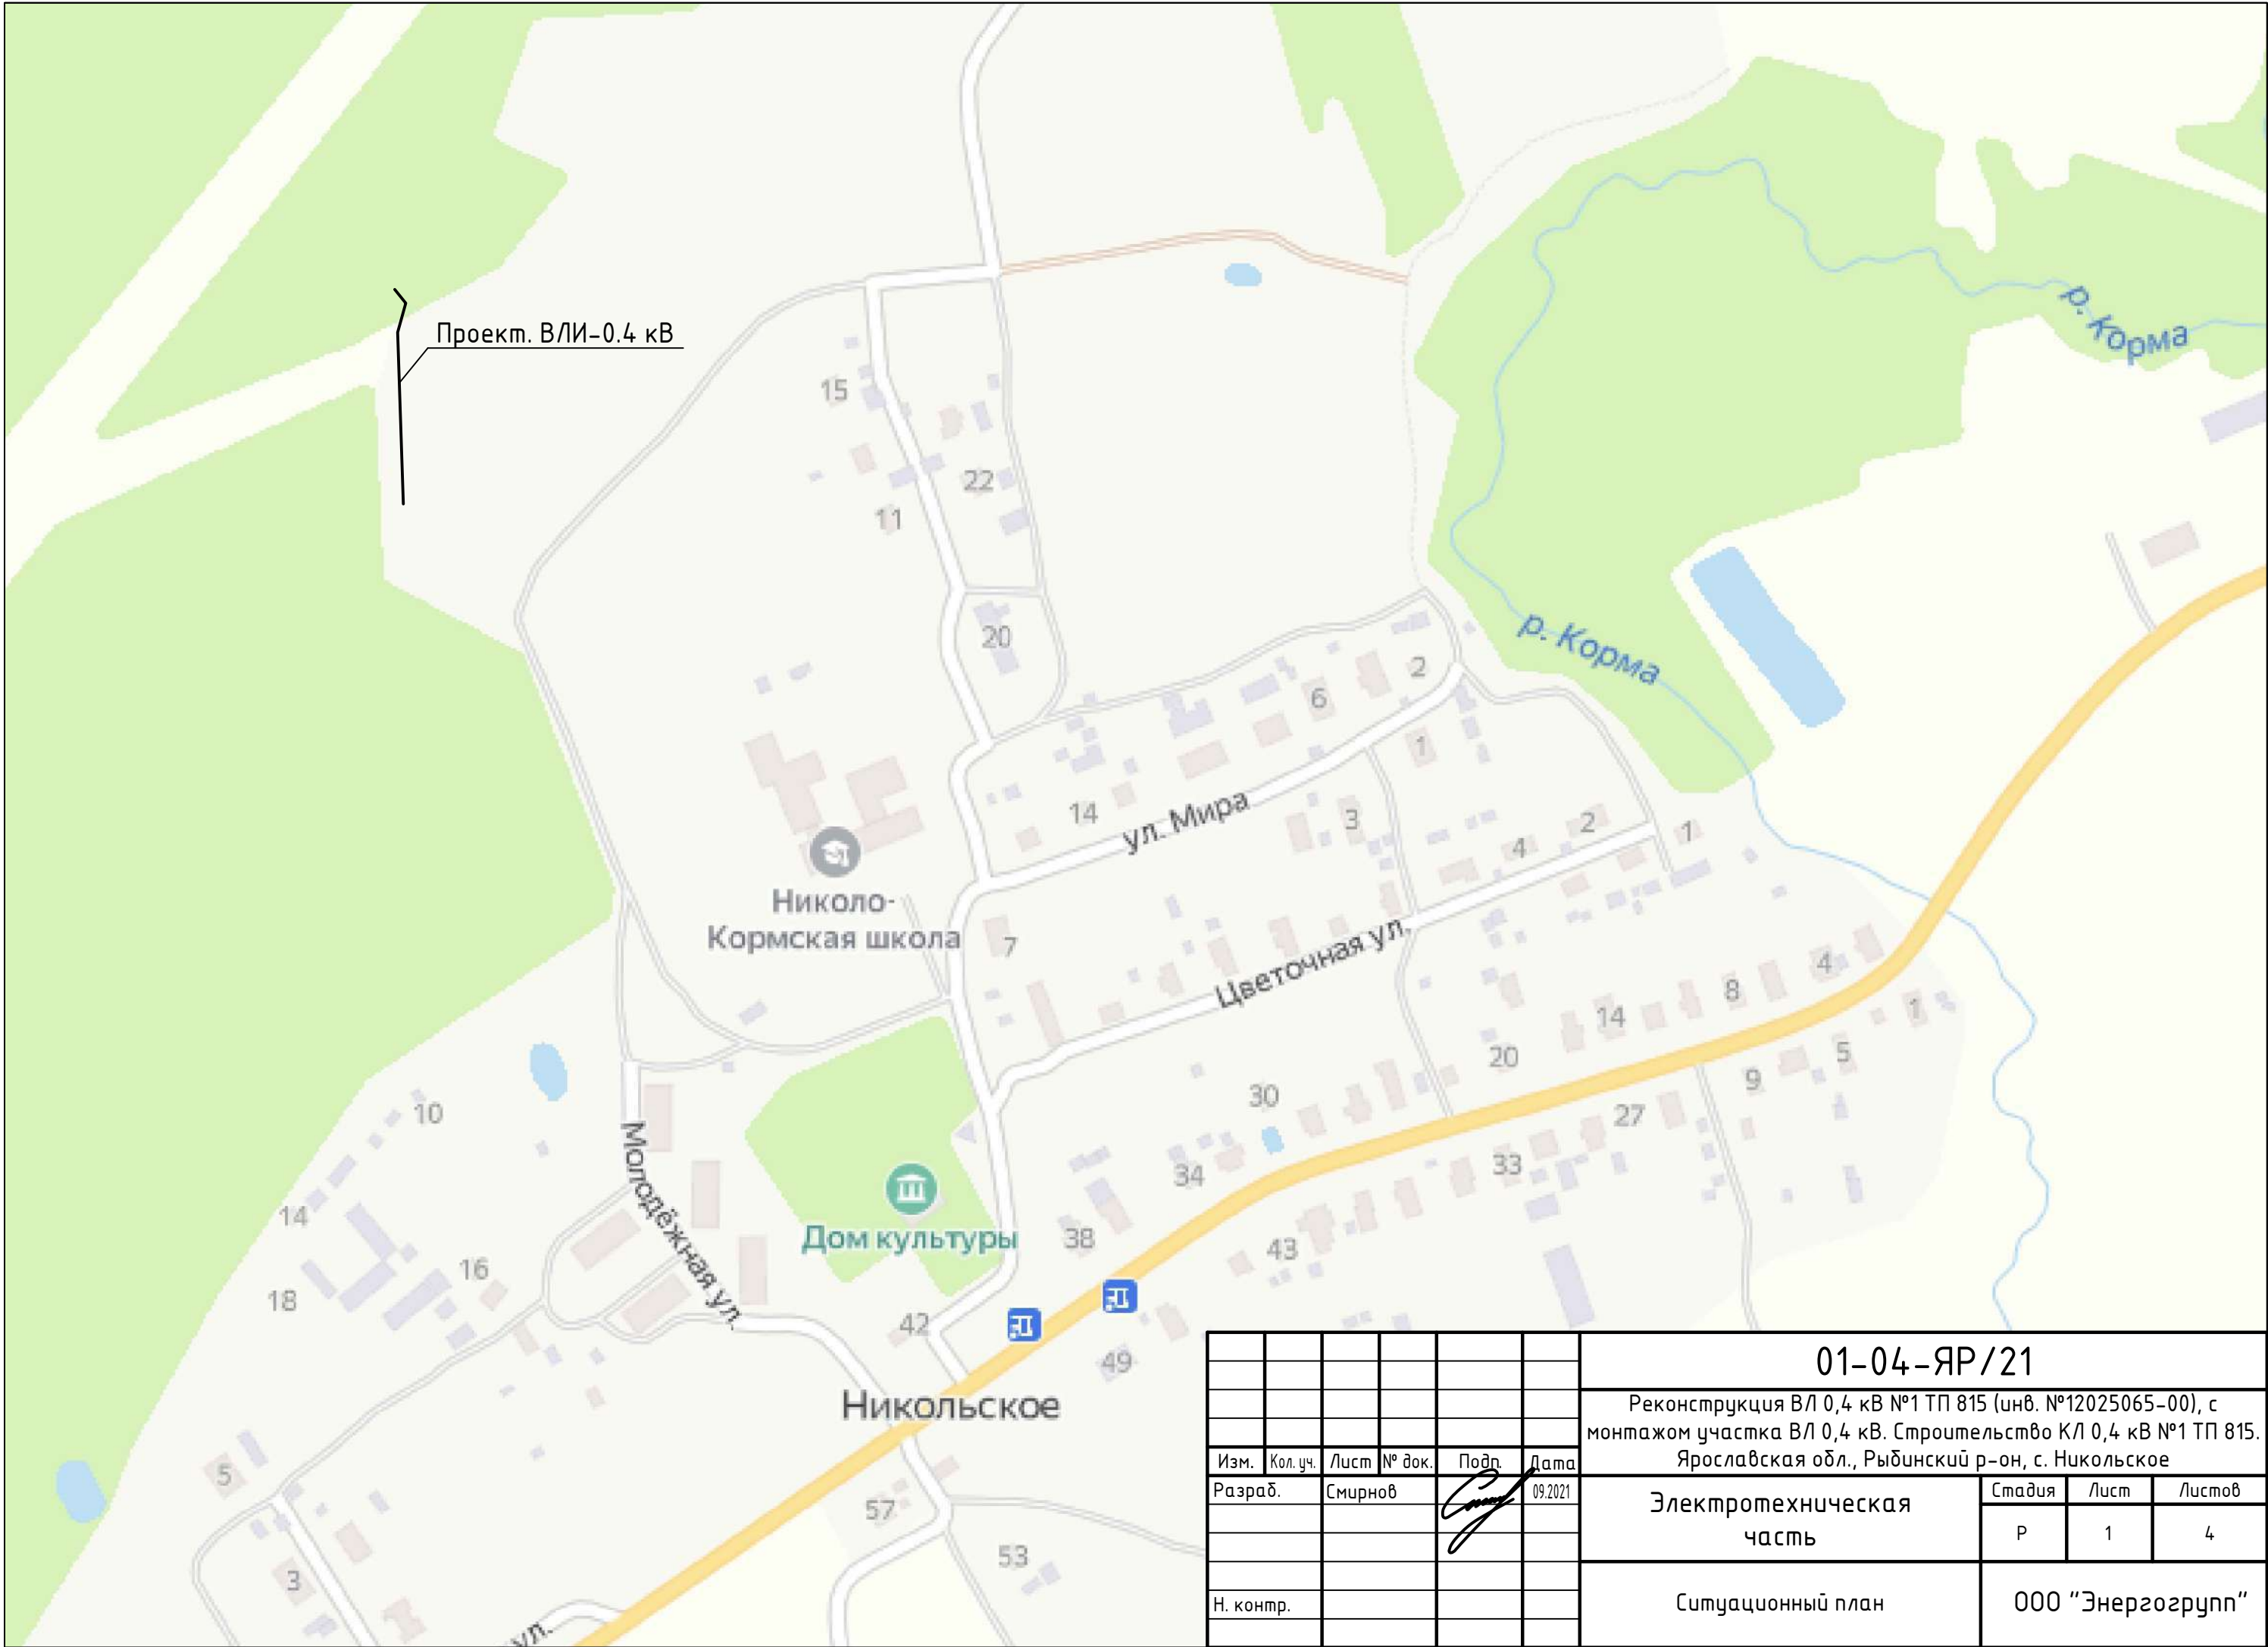 Проект. ВЛИ-0.4 кВ
р. Корма
15
22
11
20
р. Корма
2
6
1
14
ул. Мира
3
2
1
4
Николо-
Кормская школа
7
Цветочная ул.
4
8
1
14
20
5
9
30
10
27
Молодёжная ул.
34
33
14
Дом культуры
38
43
16
18
42
49
Никольское
5
57
53
3
ул.
01-04-ЯР/21
Реконструкция ВЛ 0,4 кВ №1 ТП 815 (инв. №12025065-00), с
монтажом участка ВЛ 0,4 кВ. Строительство КЛ 0,4 кВ №1 ТП 815.
Ярославская обл., Рыбинский р-он, с. Никольское
Изм. Кол. уч. Лист № док. Подп. Дата
Разраб. Смирнов 09.2021
Электротехническая
часть
Стадия Лист Листов
Р 1 4
Н. контр.
Ситуационный план
ООО "Энергогрупп"